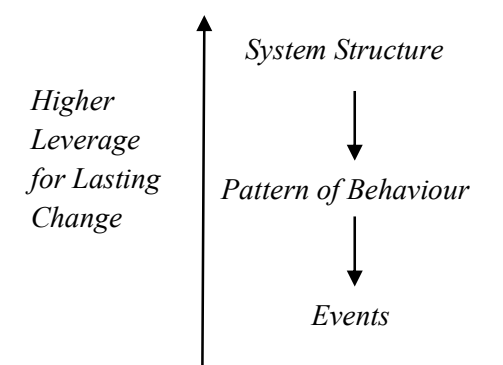 Higher
Leverage
for Lasting
Change
System Structure
Pattern of Behaviour
Events